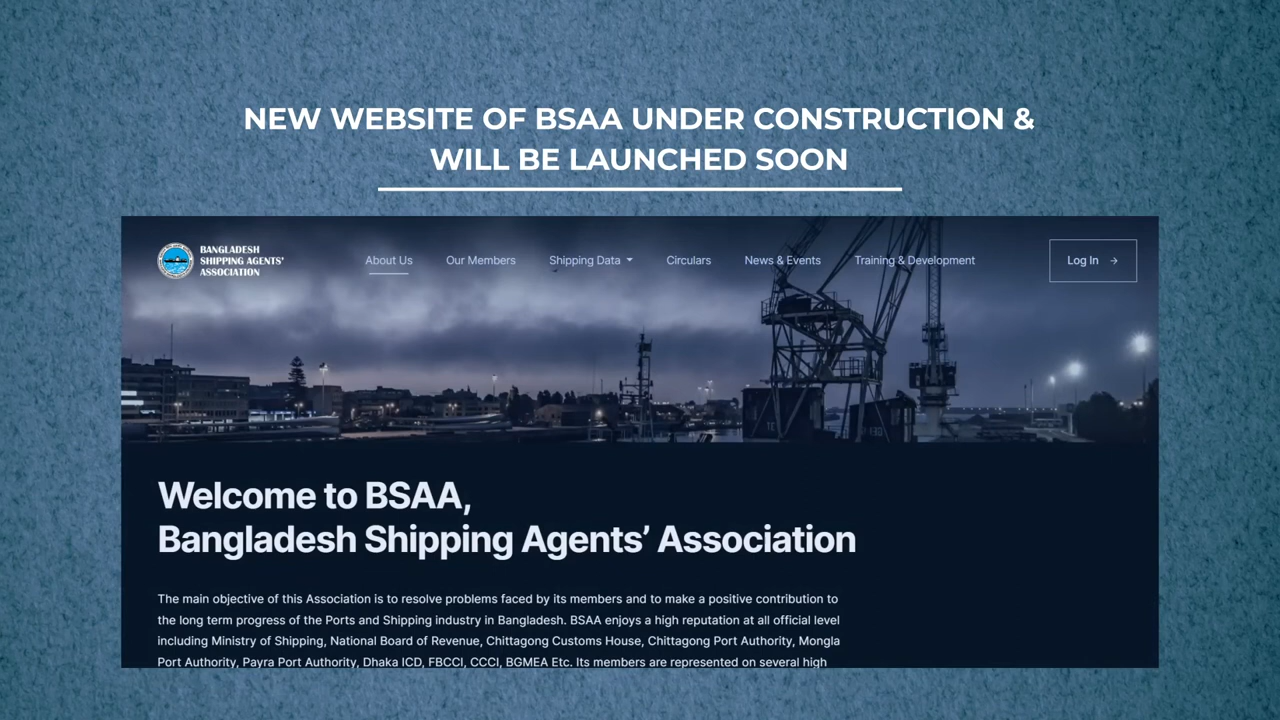 NEW WEBSITE OF BSAA UNDER CONSTRUCTION &
WILL BE LAUNCHED SOON
BANGLADESH
SHIPPING AGENTS'
ASSOCIATION
About Us
Our Members
Shipping Data
Circulars
News & Events
Training & Development
Log In
Welcome to BSAA,
Bangladesh Shipping Agents’ Association
The main objective of this Association is to resolve problems faced by its members and to make a positive contribution to
the long term progress of the Ports and Shipping industry in Bangladesh. BSAA enjoys a high reputation at all official level
including Ministry of Shipping, National Board of Revenue, Chittagong Customs House, Chittagong Port Authority, Mongla
Port Authority, Payra Port Authority, Dhaka ICD, FBCCI, CCCI, BGMEA Etc. Its members are represented on several high